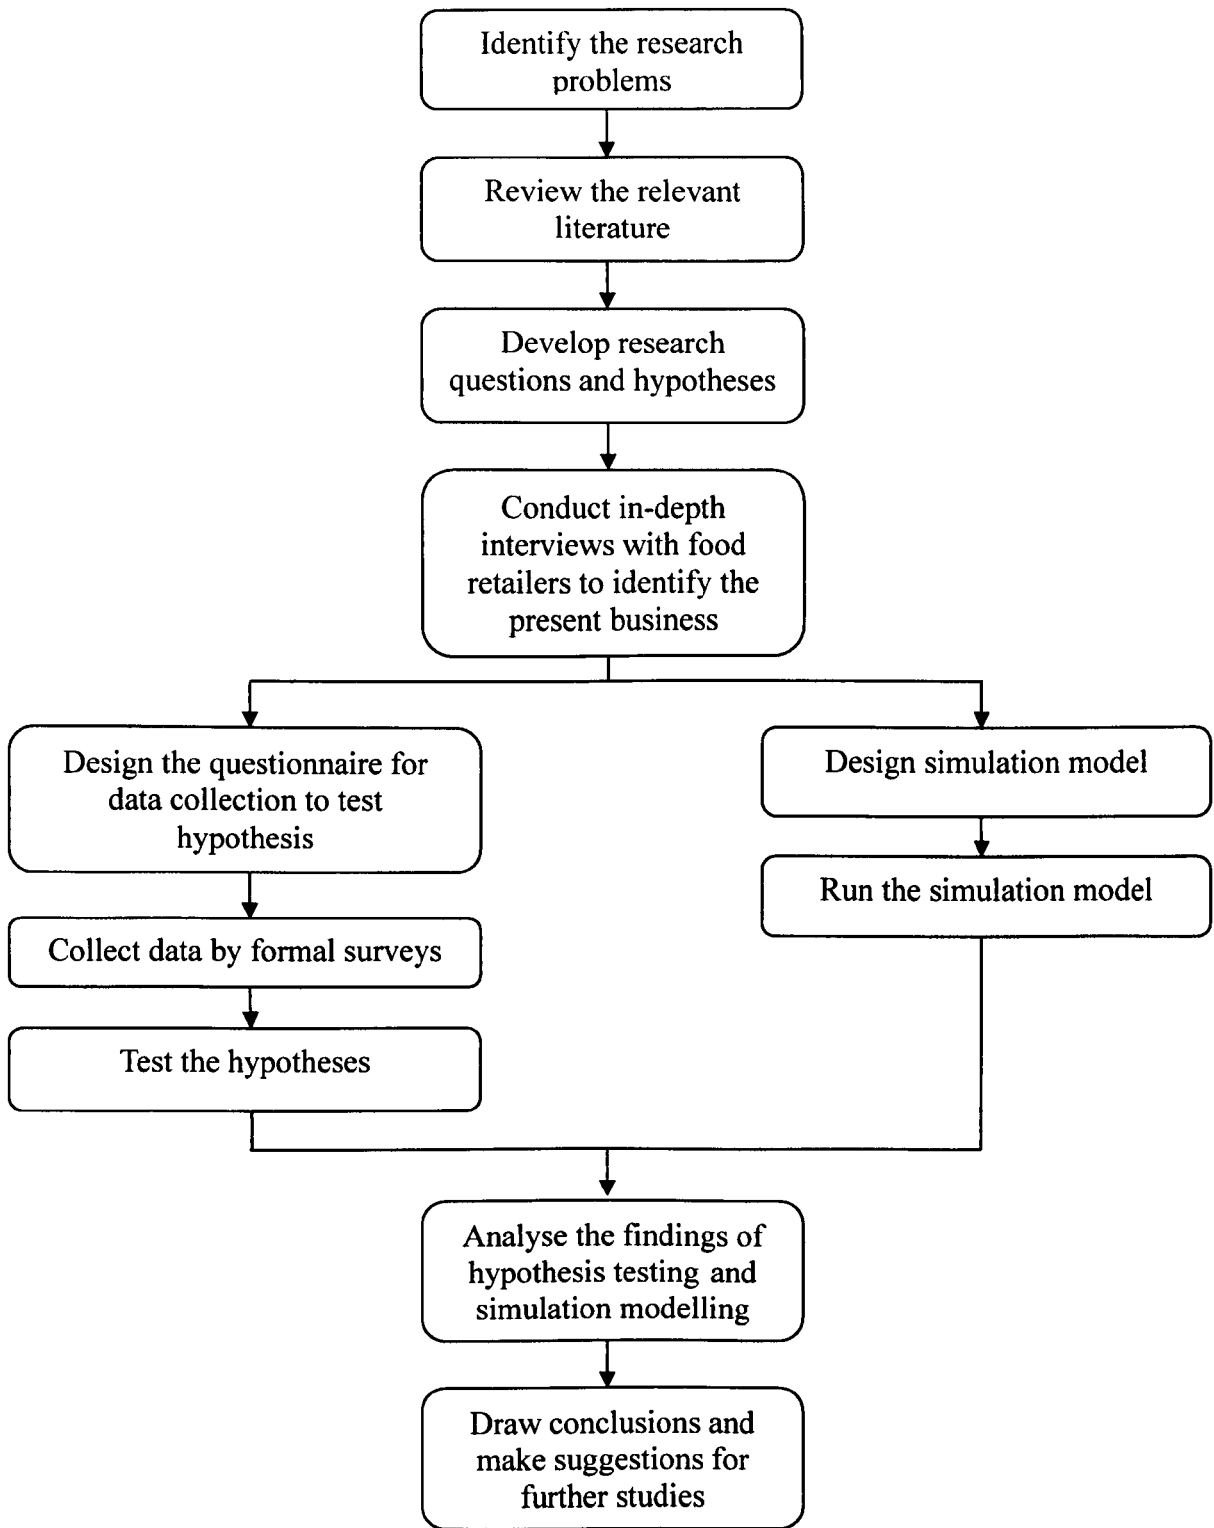 Identify the research
problems
Review the relevant
literature
Develop research
questions and hypotheses
Conduct in-depth
interviews with food
retailers to identify the
present business
Design the questionnaire for
data collection to test
hypothesis
Collect data by formal surveys
Test the hypotheses
Design simulation model
Run the simulation model
Analyse the findings of
hypothesis testing and
simulation modelling
Draw conclusions and
make suggestions for
further studies